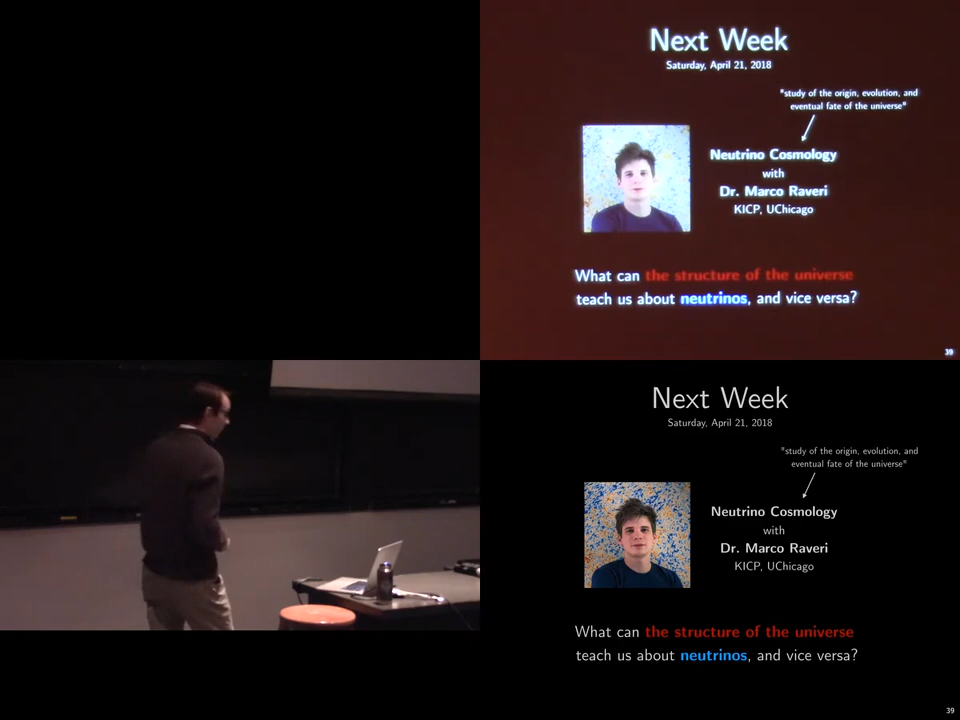 Next Week
Saturday, April 21, 2018
"study of the origin, evolution, and
eventual fate of the universe"
Neutrino Cosmology
with
Dr. Marco Raveri
KICP, UChicago
What can the structure of the universe
teach us about neutrinos, and vice versa?
39
Next Week
Saturday, April 21, 2018
"study of the origin, evolution, and
eventual fate of the universe"
Neutrino Cosmology
with
Dr. Marco Raveri
KICP, UChicago
What can the structure of the universe
teach us about neutrinos, and vice versa?
39